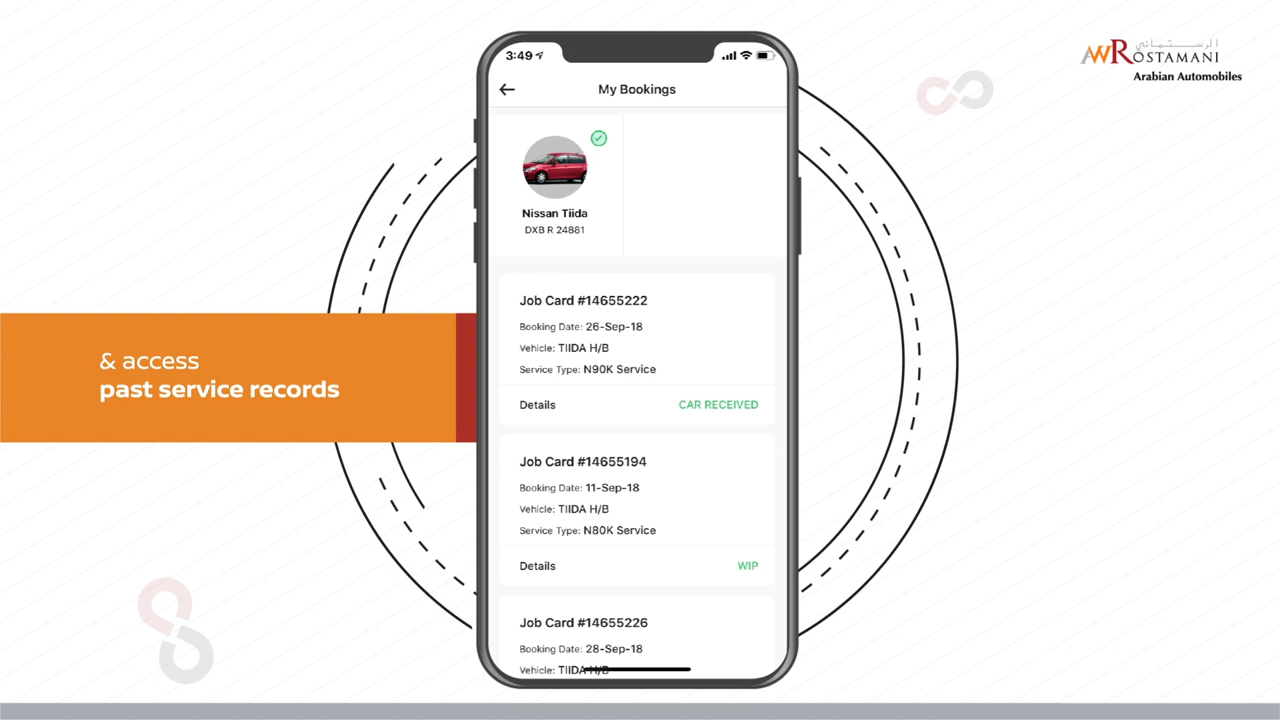 3:49
My Bookings
الرستماني
AWROSTAMANI
Arabian Automobiles
Nissan Tiida
DXB R 24881
Job Card #14655222
Booking Date: 26-Sep-18
Vehicle: TIIDA H/B
Service Type: N90K Service
Details
CAR RECEIVED
& access
past service records
Job Card #14655194
Booking Date: 11-Sep-18
Vehicle: TIIDA H/B
Service Type: N80K Service
Details
WIP
Job Card #14655226
Booking Date: 28-Sep-18
Vehicle: TIIDA H/B